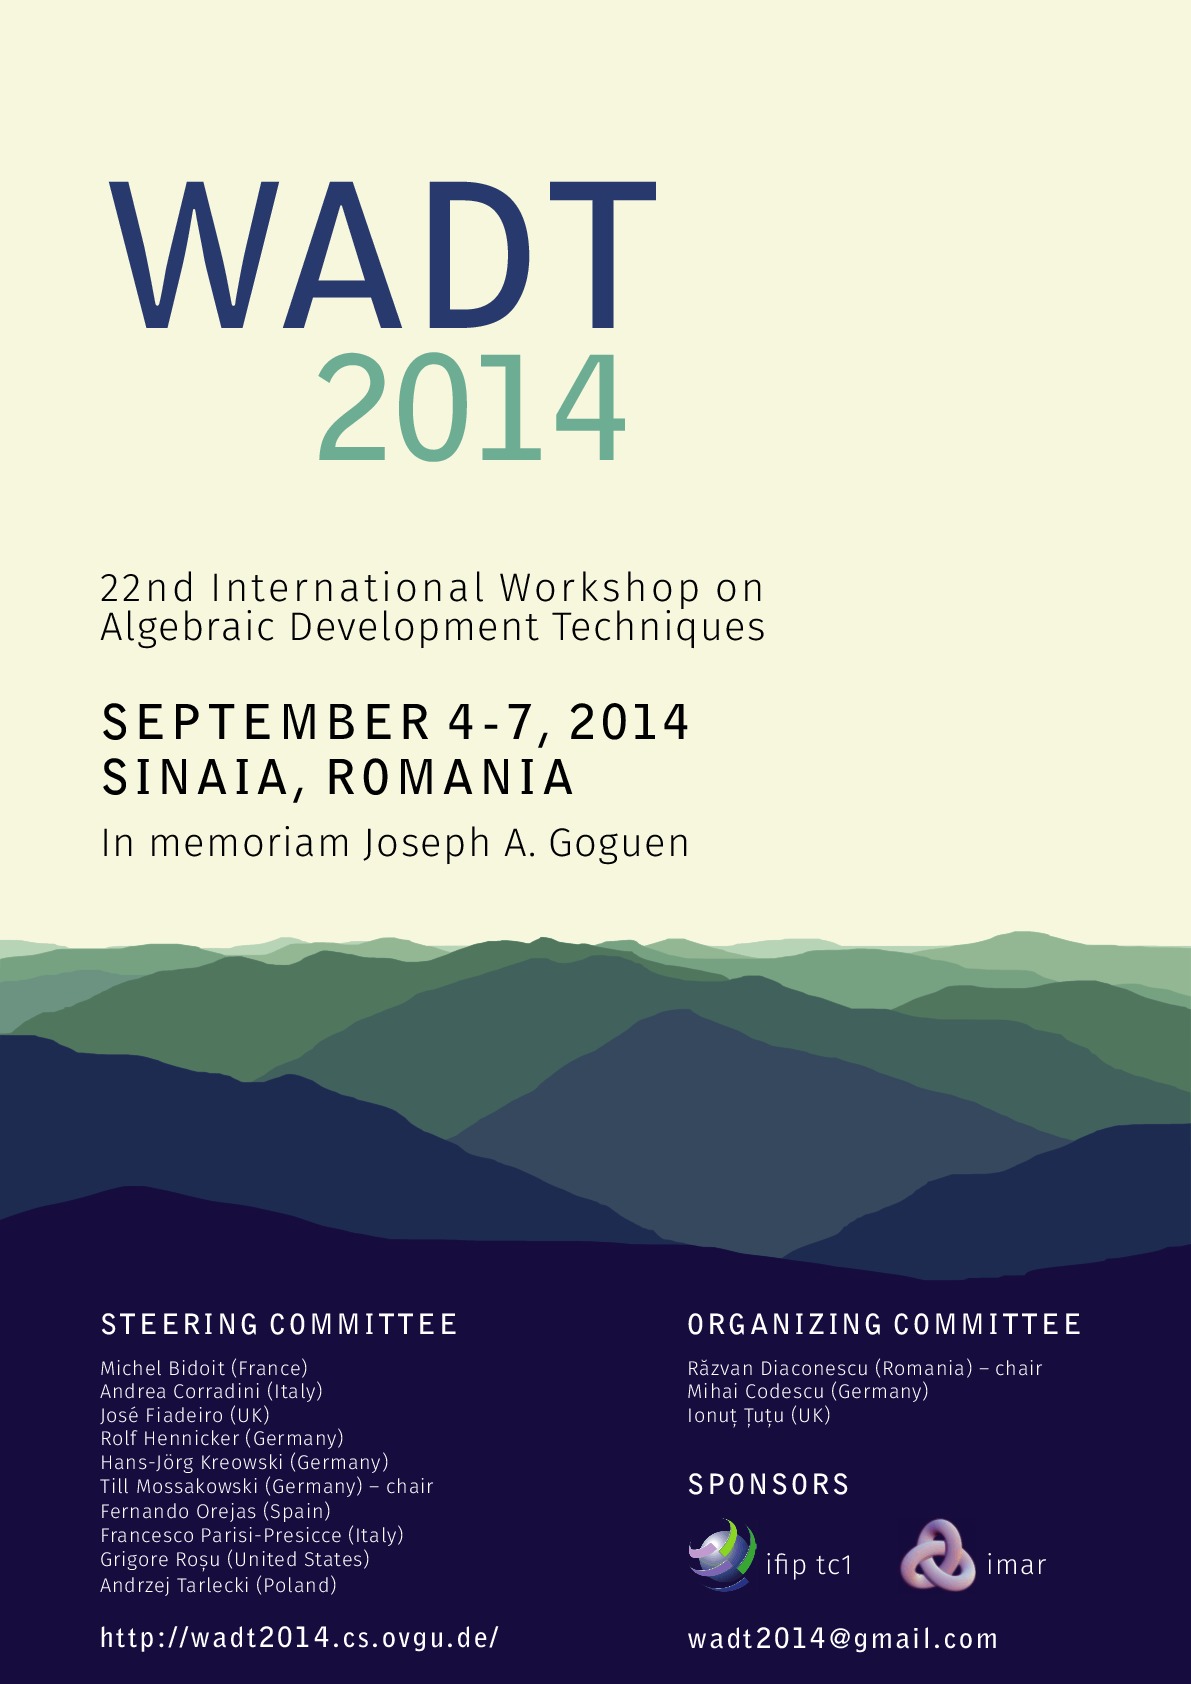 WADT
2014
22nd International Workshop on
Algebraic Development Techniques
SEPTEMBER 4-7, 2014
SINAIA, ROMANIA
In memoriam Joseph A. Goguen
STEERING COMMITTEE
Michel Bidoit (France)
Andrea Corradini (Italy)
José Fiadeiro (UK)
Rolf Hennicker (Germany)
Hans-Jörg Kreowski (Germany)
Till Mossakowski (Germany) – chair
Fernando Orejas (Spain)
Francesco Parisi-Presicce (Italy)
Grigore Roșu (United States)
Andrzej Tarlecki (Poland)
http://wadt2014.cs.ovgu.de/
ORGANIZING COMMITTEE
Răzvan Diaconescu (Romania) – chair
Mihai Codescu (Germany)
Ionuț Țuțu (UK)
SPONSORS
ifip tc1
imar
wadt2014@gmail.com